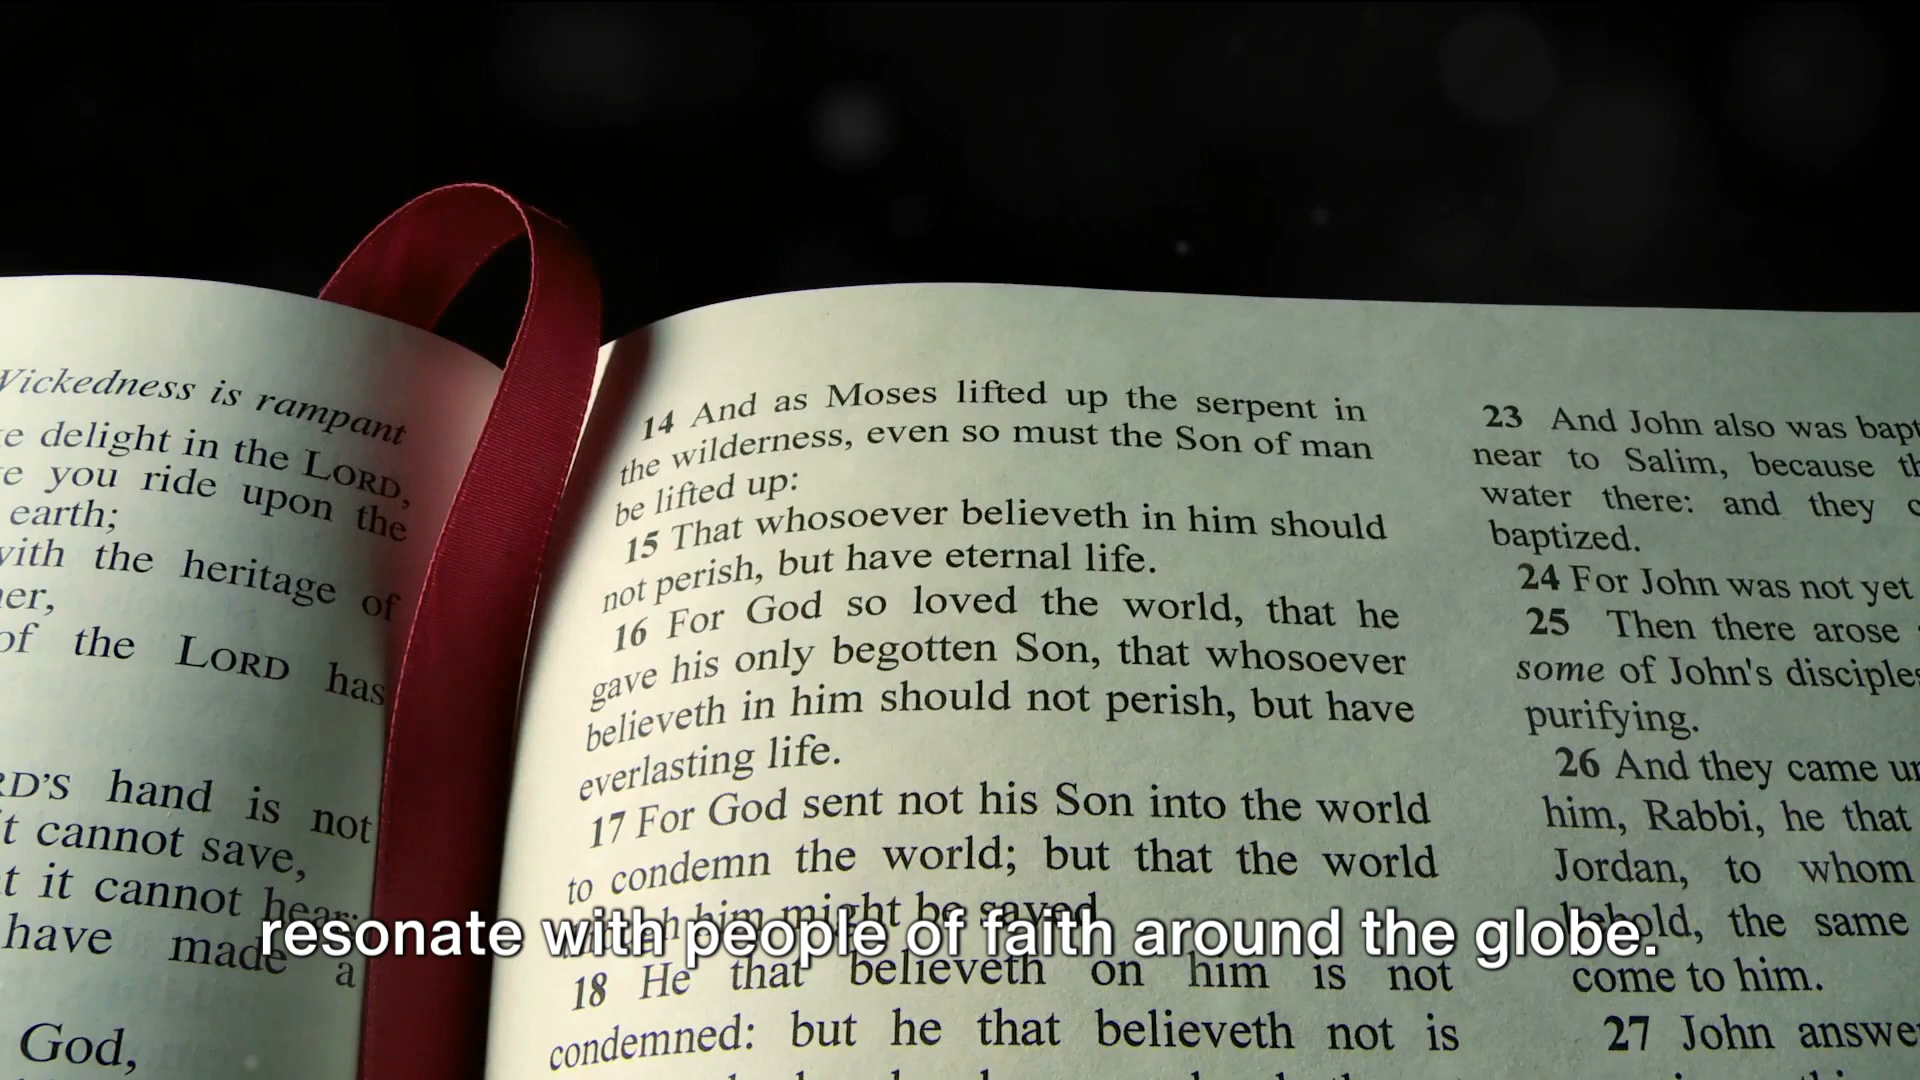 Wickedness is rampant
delight in the LORD,
you ride upon the
earth;
with the heritage of
of the LORD has
hand is not
cannot save,
it cannot hear;
have made a
God,
14 And as Moses lifted up the serpent in
the wilderness, even so must the Son of man
be lifted up:
15 That whosoever believeth in him should
not perish, but have eternal life.
16 For God so loved the world, that he
gave his only begotten Son, that whosoever
believeth in him should not perish, but have
everlasting life.
17 For God sent not his Son into the world
to condemn the world; but that the world
him might be saved
18 He that believeth on him is not
condemned: but he that believeth not is
23 And John also was
near to Salim, because
water there: and they
baptized.
24 For John was not yet
25 Then there arose
some of John's disciples
purifying.
26 And they came
him, Rabbi, he that
Jordan, to whom
behold, the same
come to him.
27 John
resonate with people of faith around the globe.